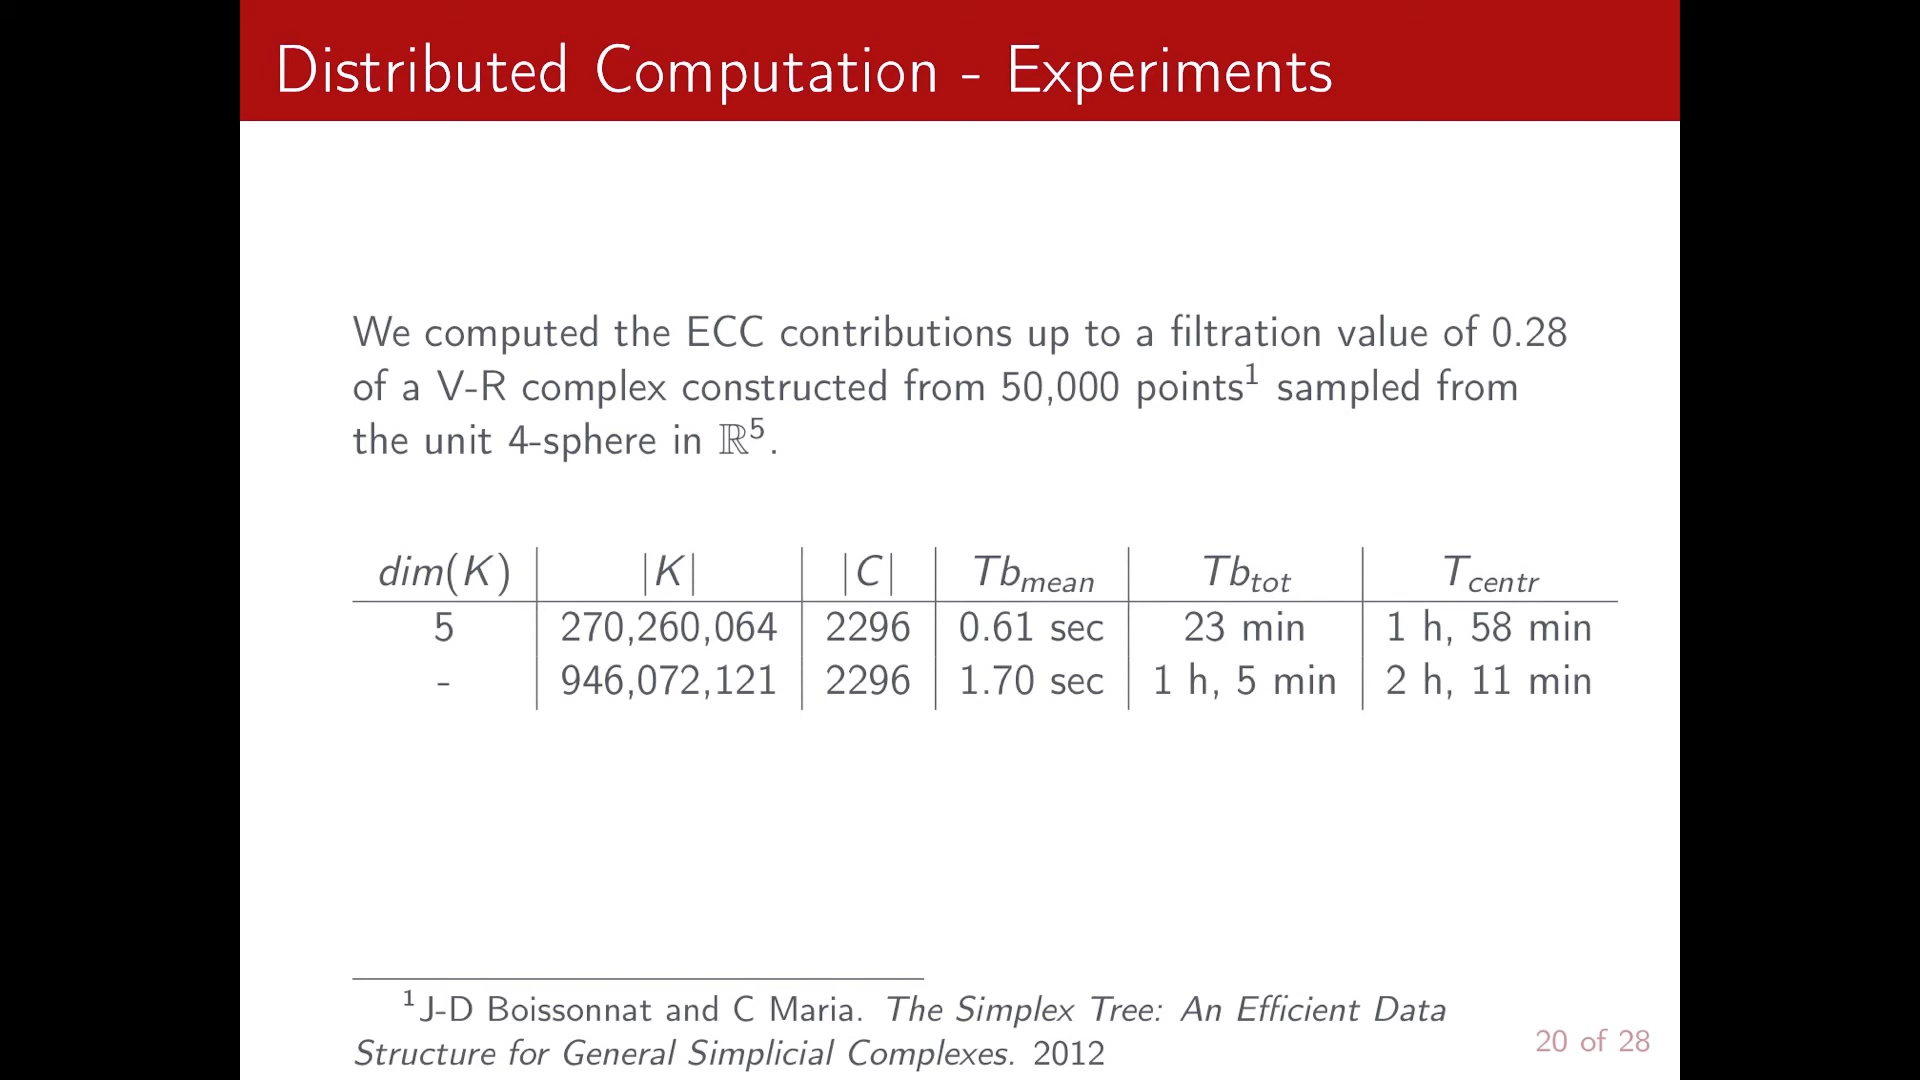 Distributed Computation - Experiments
We computed the ECC contributions up to a filtration value of 0.28
of a V-R complex constructed from 50,000 points¹ sampled from
the unit 4-sphere in ℝ⁵.
dim(K) |K| |C| Tb_mean Tb_tot T_centr
5 270,260,064 2296 0.61 sec 23 min 1 h, 58 min
- 946,072,121 2296 1.70 sec 1 h, 5 min 2 h, 11 min
¹J-D Boissonnat and C Maria. The Simplex Tree: An Efficient Data
Structure for General Simplicial Complexes. 2012
20 of 28